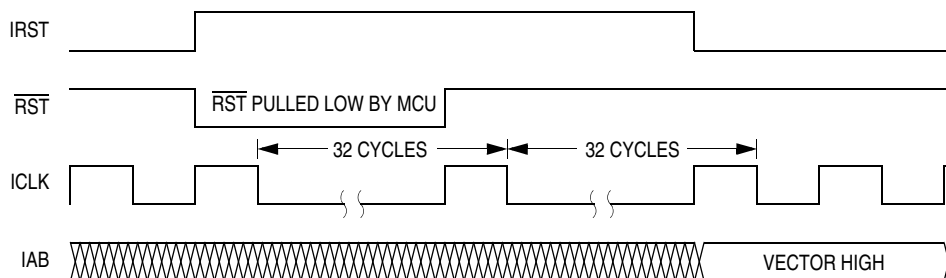 IRST
RST
RST PULLED LOW BY MCU
32 CYCLES 32 CYCLES
ICLK
IAB
VECTOR HIGH